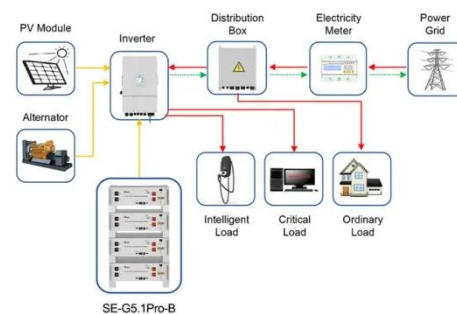 PV Module
Inverter
Distribution
Box
Electricity
Meter
Power
Grid
Alternator
Intelligent
Load
Critical
Load
Ordinary
Load
SE-G5.1Pro-B